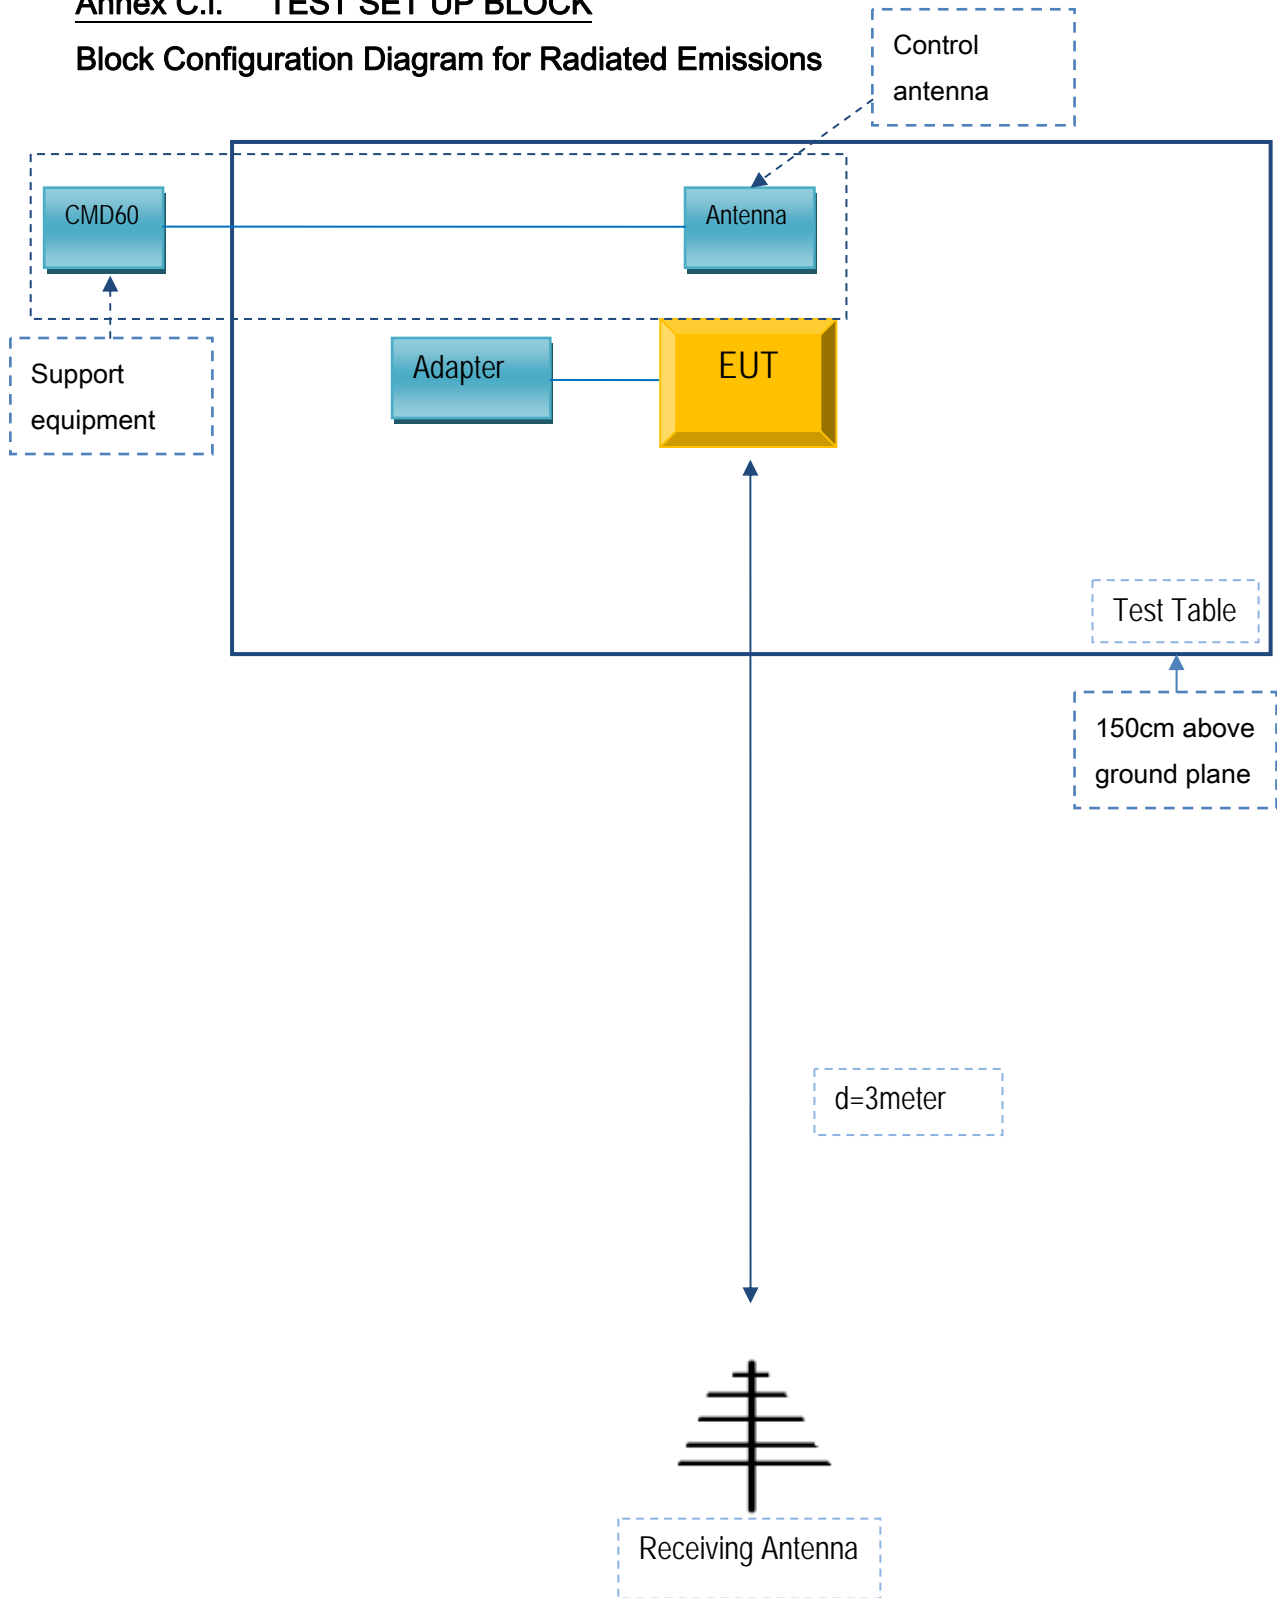 Annex C.i. TEST SET UP BLOCK
Block Configuration Diagram for Radiated Emissions
Control
antenna
CMD60
Antenna
Support
equipment
Adapter
EUT
Test Table
150cm above
ground plane
d=3meter
Receiving Antenna